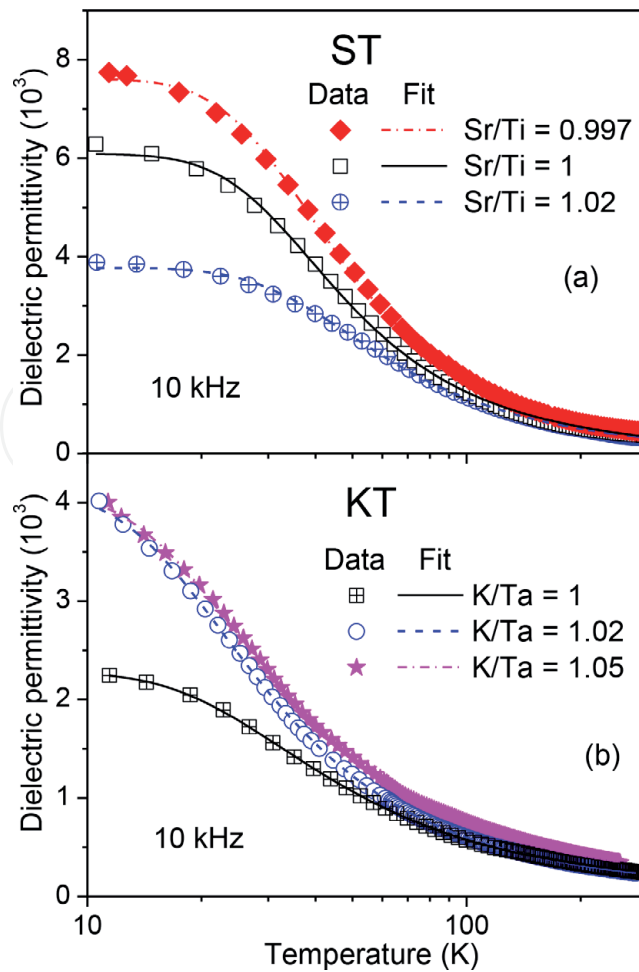 ST
Data Fit
Sr/Ti = 0.997
Sr/Ti = 1
Sr/Ti = 1.02
(a)
10 kHz
Dielectric permittivity (10³)
8
6
4
2
0
KT
Data Fit
K/Ta = 1
K/Ta = 1.02
K/Ta = 1.05
(b)
10 kHz
Dielectric permittivity (10³)
4
3
2
1
0
10 100
Temperature (K)